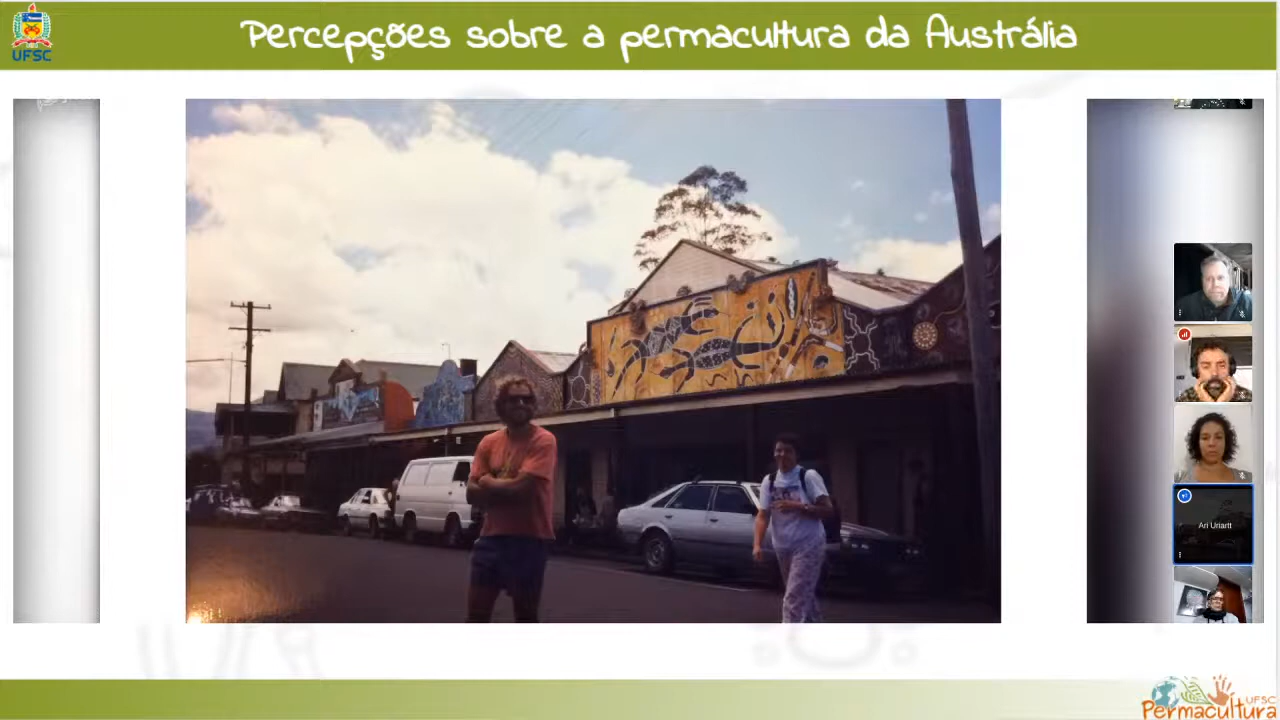 UFSC
Percepções sobre a permacultura da Austrália
Ari Uriartt
UFSC
Permacultura